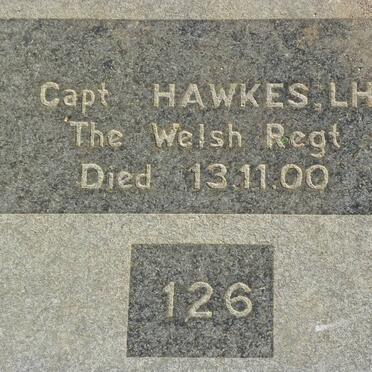 Capt HAWKES, LH
The Welsh Regt
Died 13.11.00
126